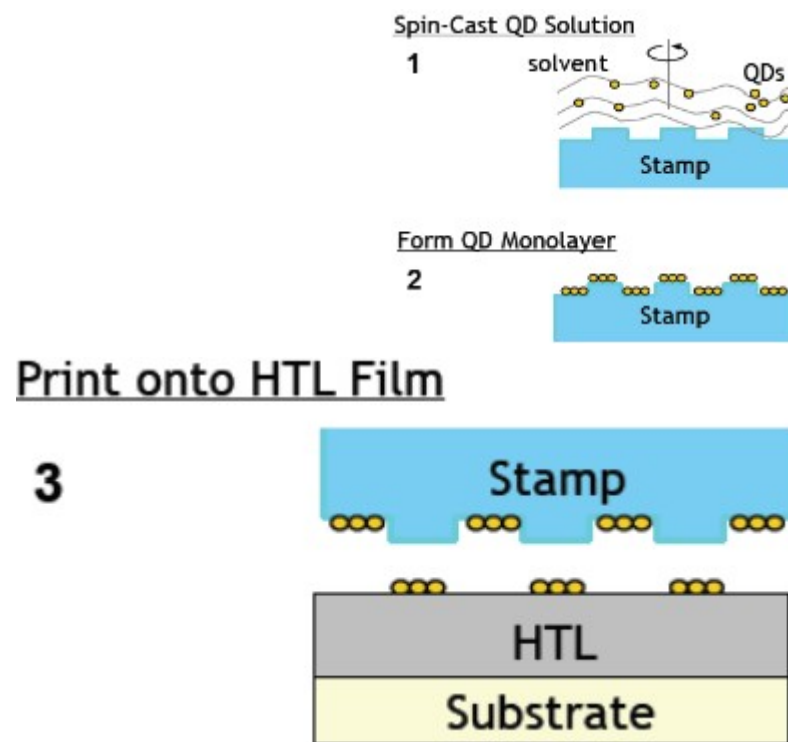 Spin-Cast QD Solution
1
solvent
QDs
Stamp
Form QD Monolayer
2
Stamp
Print onto HTL Film
3
Stamp
HTL
Substrate